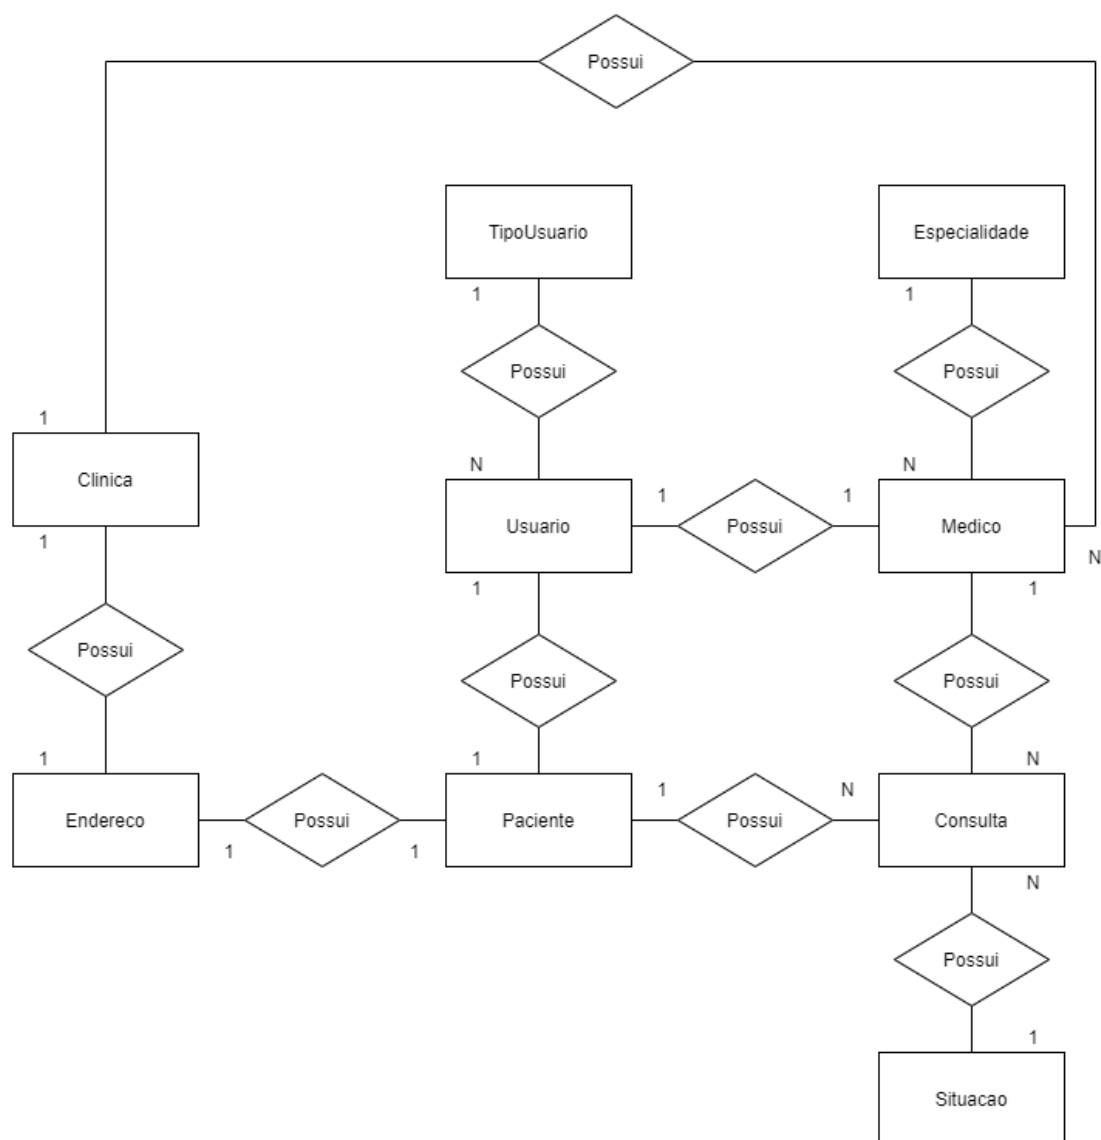 Possui
TipoUsuario
Especialidade
1
1
Possui
Possui
1
Clinica
N
N
1
Usuario
1
Possui
1
Medico
N
1
1
Possui
Possui
Possui
1
1
N
Endereco
1
Possui
1
Paciente
1
Possui
N
Consulta
N
Possui
1
Situacao